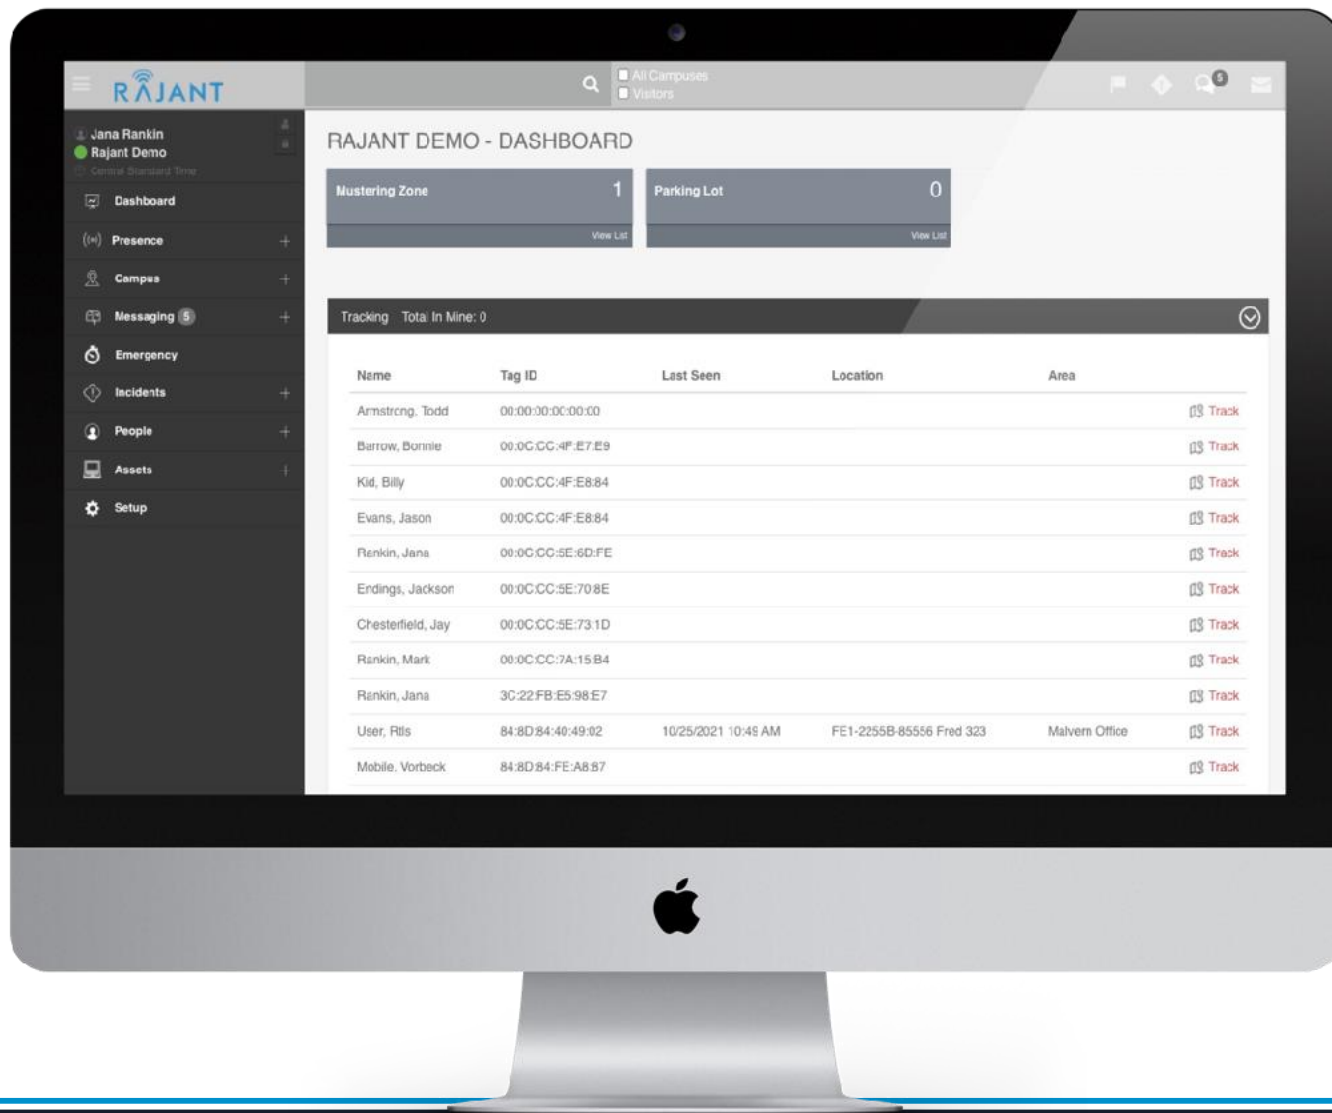 RAJANT
All Campuses
Visitors
5
Jana Rankin
Rajant Demo
Central Standard Time
Dashboard
Presence
Campus
Messaging 5
Emergency
Incidents
People
Assets
Setup
RAJANT DEMO - DASHBOARD
Mustering Zone 1
View List
Parking Lot 0
View List
Tracking Total In Mine: 0
Name Tag ID Last Seen Location Area
Armstrong, Todd 00:00:00:00:00:00 Track
Barrow, Bonnie 00:0C:CC:4F:E7:E9 Track
Kid, Billy 00:0C:CC:4F:E8:84 Track
Evans, Jason 00:0C:CC:4F:E8:84 Track
Rankin, Jana 00:0C:CC:5E:6D:FE Track
Endings, Jackson 00:0C:CC:5E:70:8E Track
Chesterfield, Jay 00:0C:CC:5E:73:1D Track
Rankin, Mark 00:0C:CC:7A:15:B4 Track
Rankin, Jana 3C:22:FB:E5:98:E7 Track
User, Rtls 84:8D:84:40:49:02 10/25/2021 10:49 AM FE1-2255B-85556 Fred 323 Malvern Office Track
Mobile, Vorbeck 84:8D:84:FE:A8:87 Track